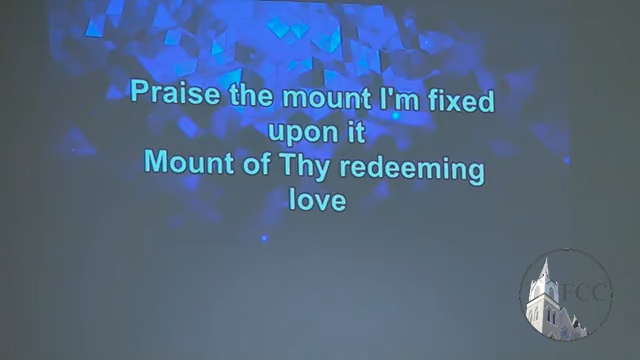 Praise the mount I'm fixed
upon it
Mount of Thy redeeming
love
FCC